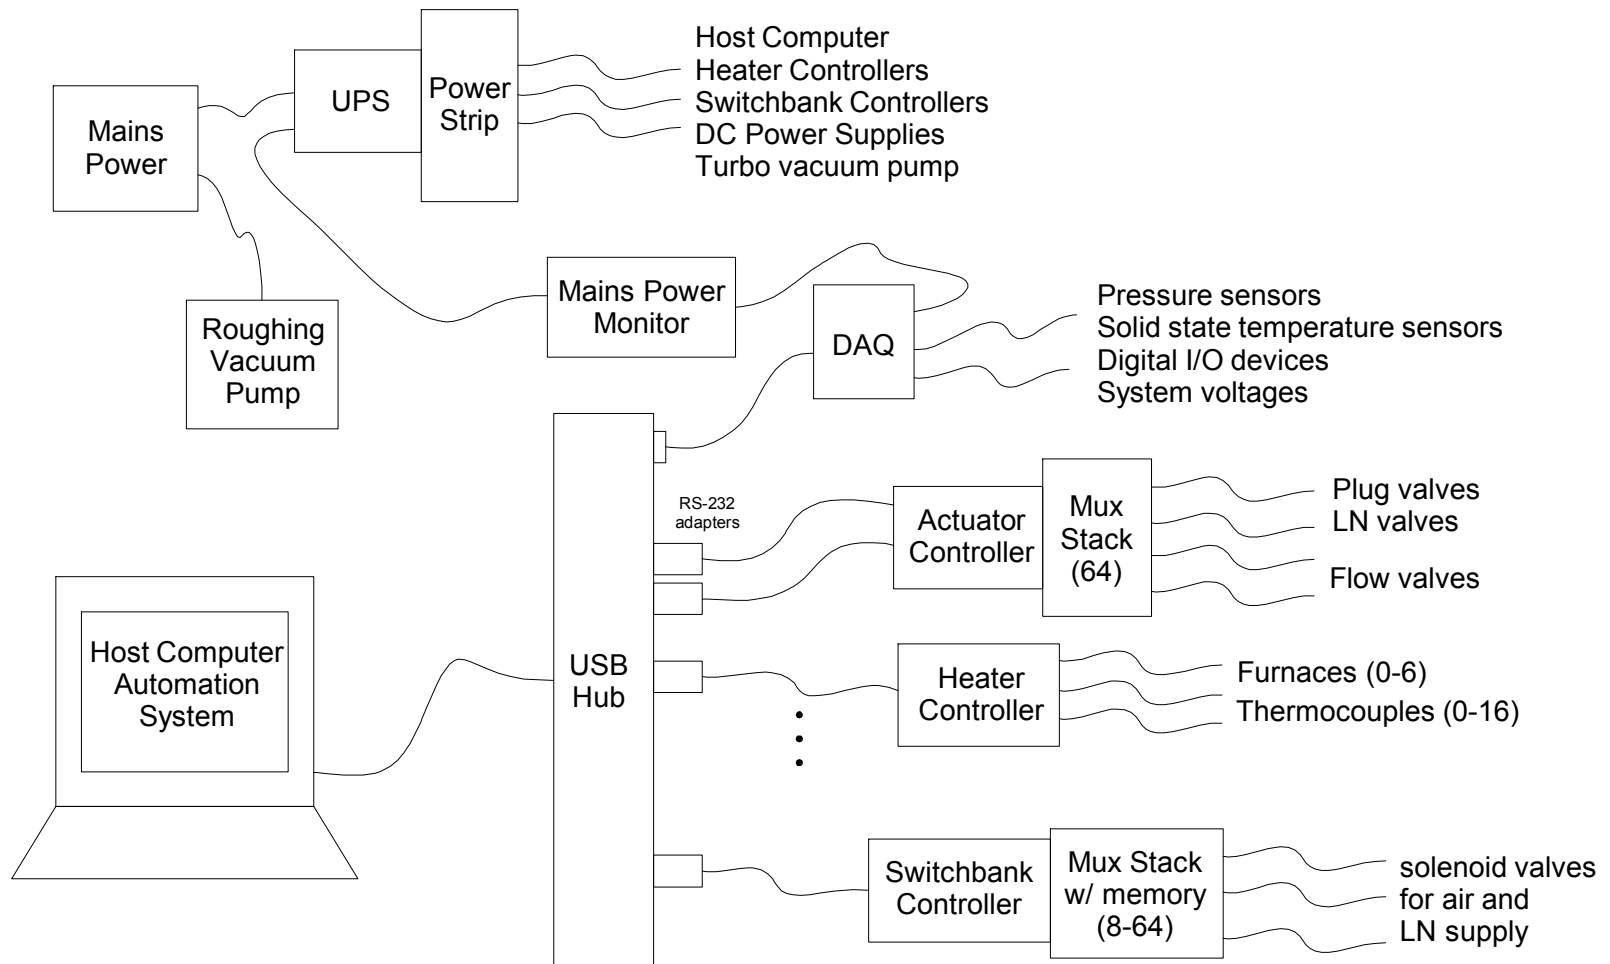 Mains
Power
UPS
Power
Strip
Host Computer
Heater Controllers
Switchbank Controllers
DC Power Supplies
Turbo vacuum pump
Roughing
Vacuum
Pump
Mains Power
Monitor
DAQ
Pressure sensors
Solid state temperature sensors
Digital I/O devices
System voltages
RS-232
adapters
Actuator
Controller
Mux
Stack
(64)
Plug valves
LN valves
Flow valves
Host Computer
Automation
System
USB
Hub
Heater
Controller
Furnaces (0-6)
Thermocouples (0-16)
Switchbank
Controller
Mux Stack
w/ memory
(8-64)
solenoid valves
for air and
LN supply